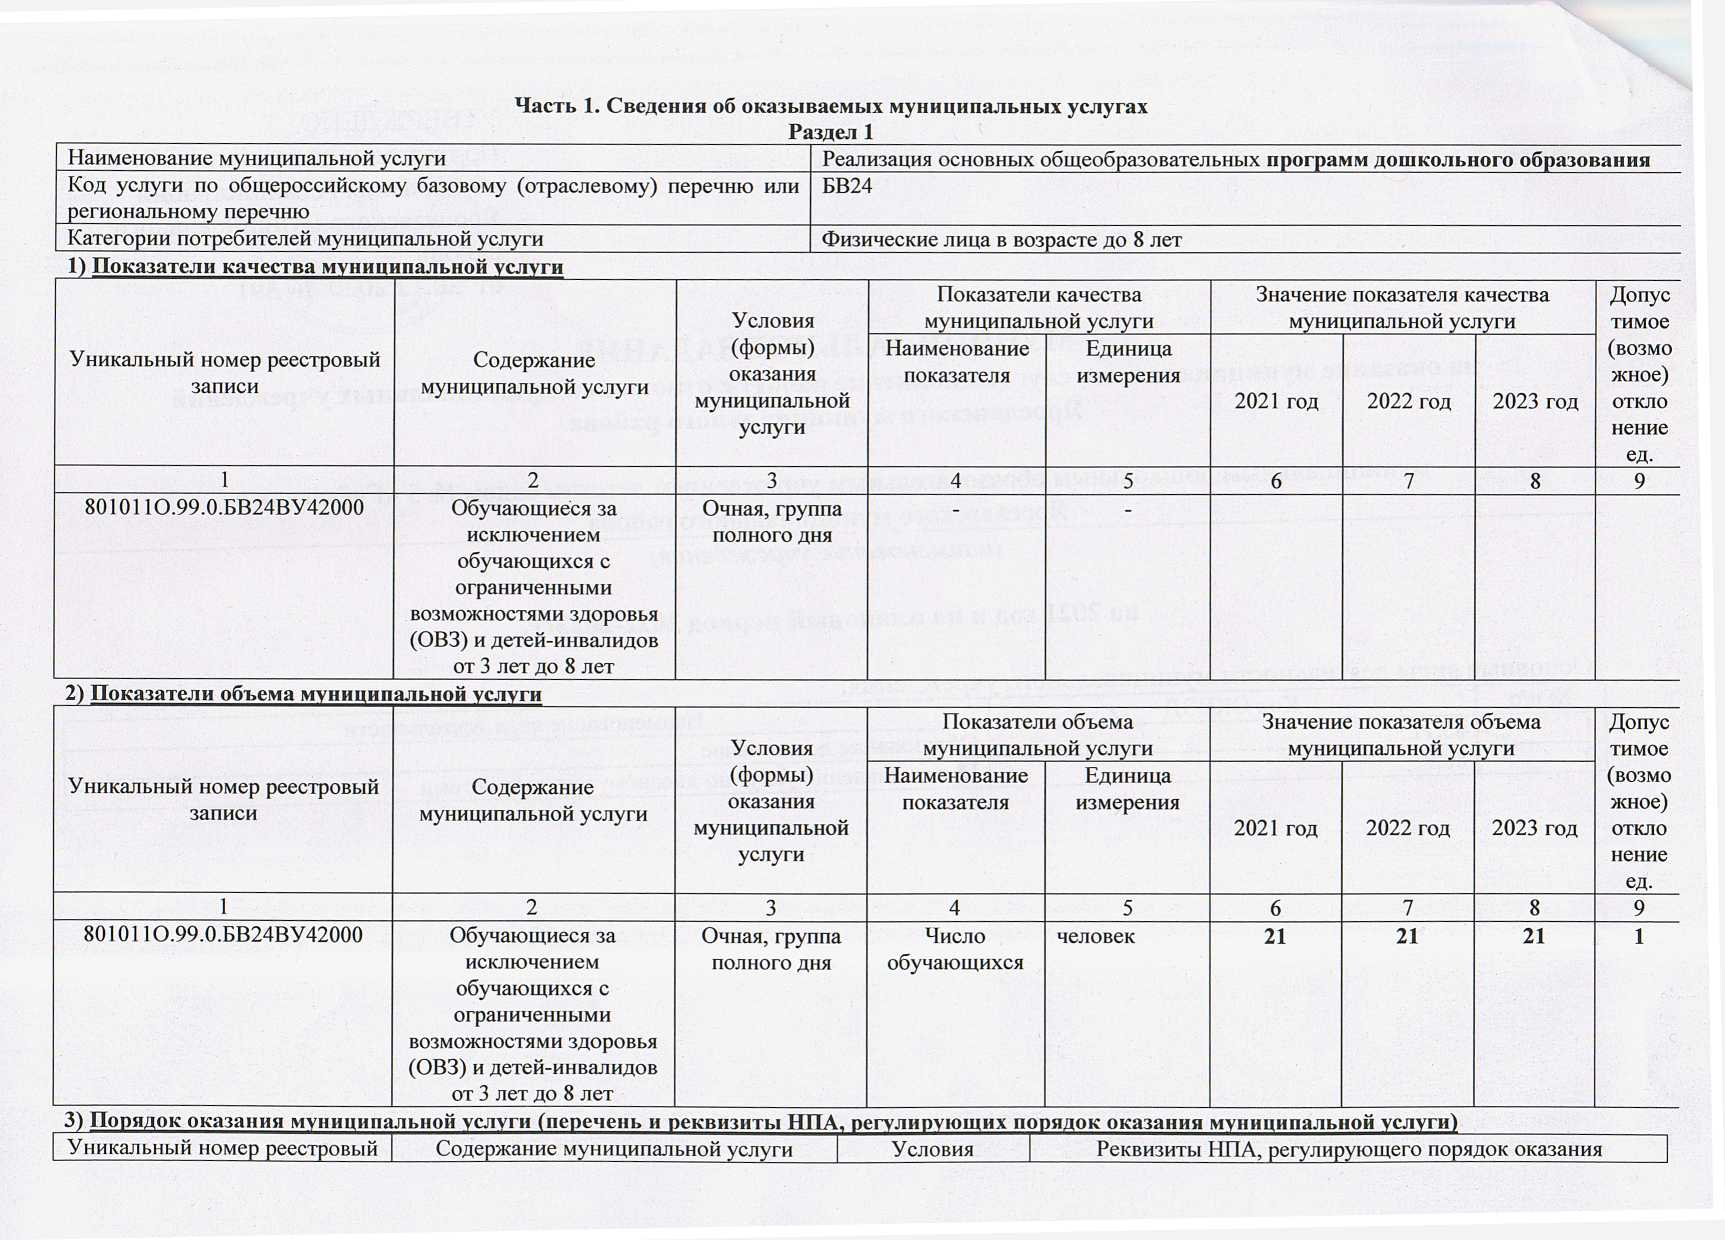 Часть 1. Сведения об оказываемых муниципальных услугах
Раздел 1
Наименование муниципальной услуги
Реализация основных общеобразовательных программ дошкольного образования
Код услуги по общероссийскому базовому (отраслевому) перечню или
региональному перечню
БВ24
Категории потребителей муниципальной услуги
Физические лица в возрасте до 8 лет
1) Показатели качества муниципальной услуги
Уникальный номер реестровый
записи
Содержание
муниципальной услуги
Условия
(формы)
оказания
муниципальной
услуги
Показатели качества
муниципальной услуги
Наименование
показателя
Единица
измерения
Значение показателя качества
муниципальной услуги
2021 год
2022 год
2023 год
Допус
тимое
(возмо
жное)
откло
нение
ед.
1 2 3 4 5 6 7 8 9
801011О.99.0.БВ24ВУ42000
Обучающиеся за
исключением
обучающихся с
ограниченными
возможностями здоровья
(ОВЗ) и детей-инвалидов
от 3 лет до 8 лет
Очная, группа
полного дня
-
-
2) Показатели объема муниципальной услуги
Уникальный номер реестровый
записи
Содержание
муниципальной услуги
Условия
(формы)
оказания
муниципальной
услуги
Показатели объема
муниципальной услуги
Наименование
показателя
Единица
измерения
Значение показателя объема
муниципальной услуги
2021 год
2022 год
2023 год
Допус
тимое
(возмо
жное)
откло
нение
ед.
1 2 3 4 5 6 7 8 9
801011О.99.0.БВ24ВУ42000
Обучающиеся за
исключением
обучающихся с
ограниченными
возможностями здоровья
(ОВЗ) и детей-инвалидов
от 3 лет до 8 лет
Очная, группа
полного дня
Число
обучающихся
человек
21
21
21
1
3) Порядок оказания муниципальной услуги (перечень и реквизиты НПА, регулирующих порядок оказания муниципальной услуги)
Уникальный номер реестровый
Содержание муниципальной услуги
Условия
Реквизиты НПА, регулирующего порядок оказания